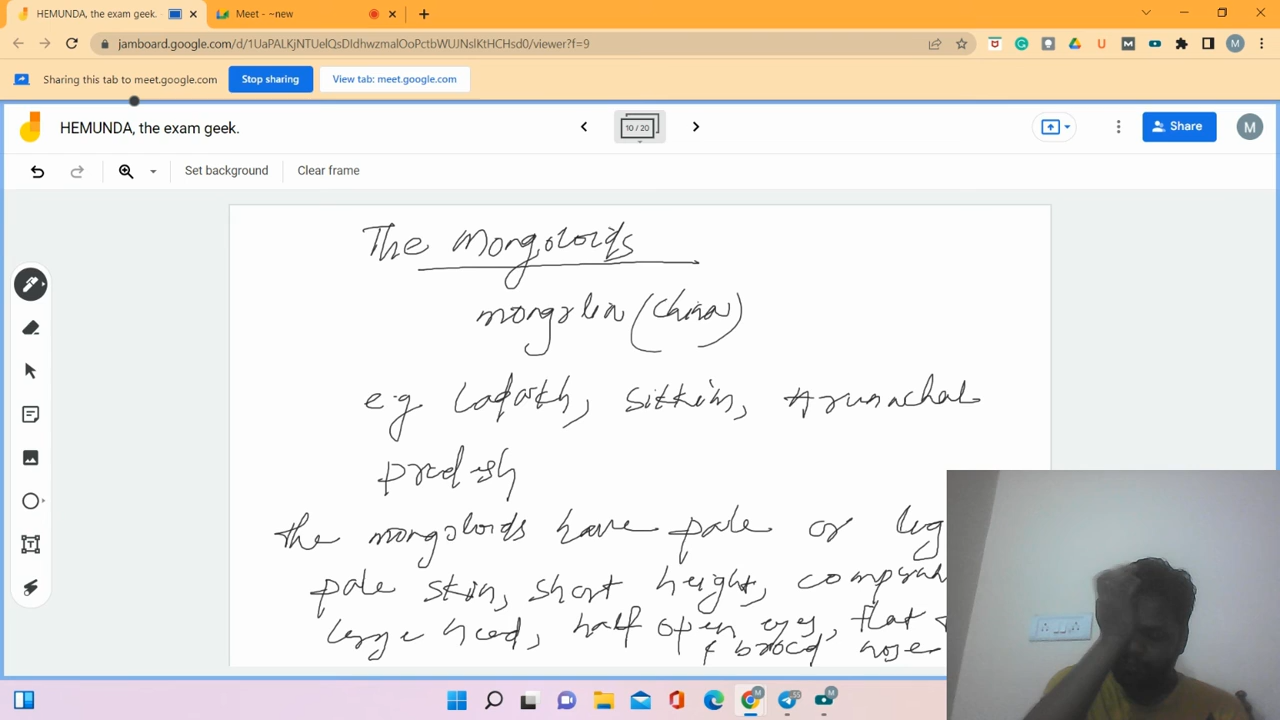 HEMUNDA, the exam geek.
Meet - ~new
jamboard.google.com/d/1UaPALKjNTUelQsDIdhwzmalOoPctbWUJNslKtHCHsd0/viewer?f=9
Sharing this tab to meet.google.com
Stop sharing
View tab: meet.google.com
HEMUNDA, the exam geek.
10 / 20
Share
M
Set background
Clear frame
The Mongoloids
(China)
e.g Ladakh, Sikkim, Arunachal
pradesh
the mongoloids have pale or
pale skin, short height,
large head, half open eyes, flat
& broad nose